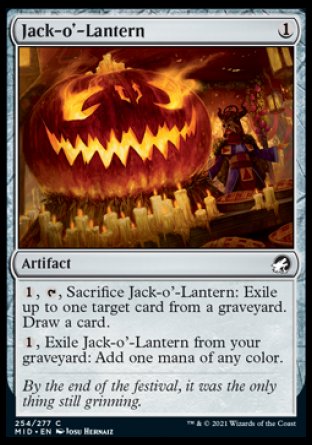 Jack-o'-Lantern 1
Artifact
1, T, Sacrifice Jack-o'-Lantern: Exile
up to one target card from a graveyard.
Draw a card.
1, Exile Jack-o'-Lantern from your
graveyard: Add one mana of any color.
By the end of the festival, it was the only
thing still grinning.
254/277 C
MID • EN Iosu Hernaiz
™ & © 2021 Wizards of the Coast